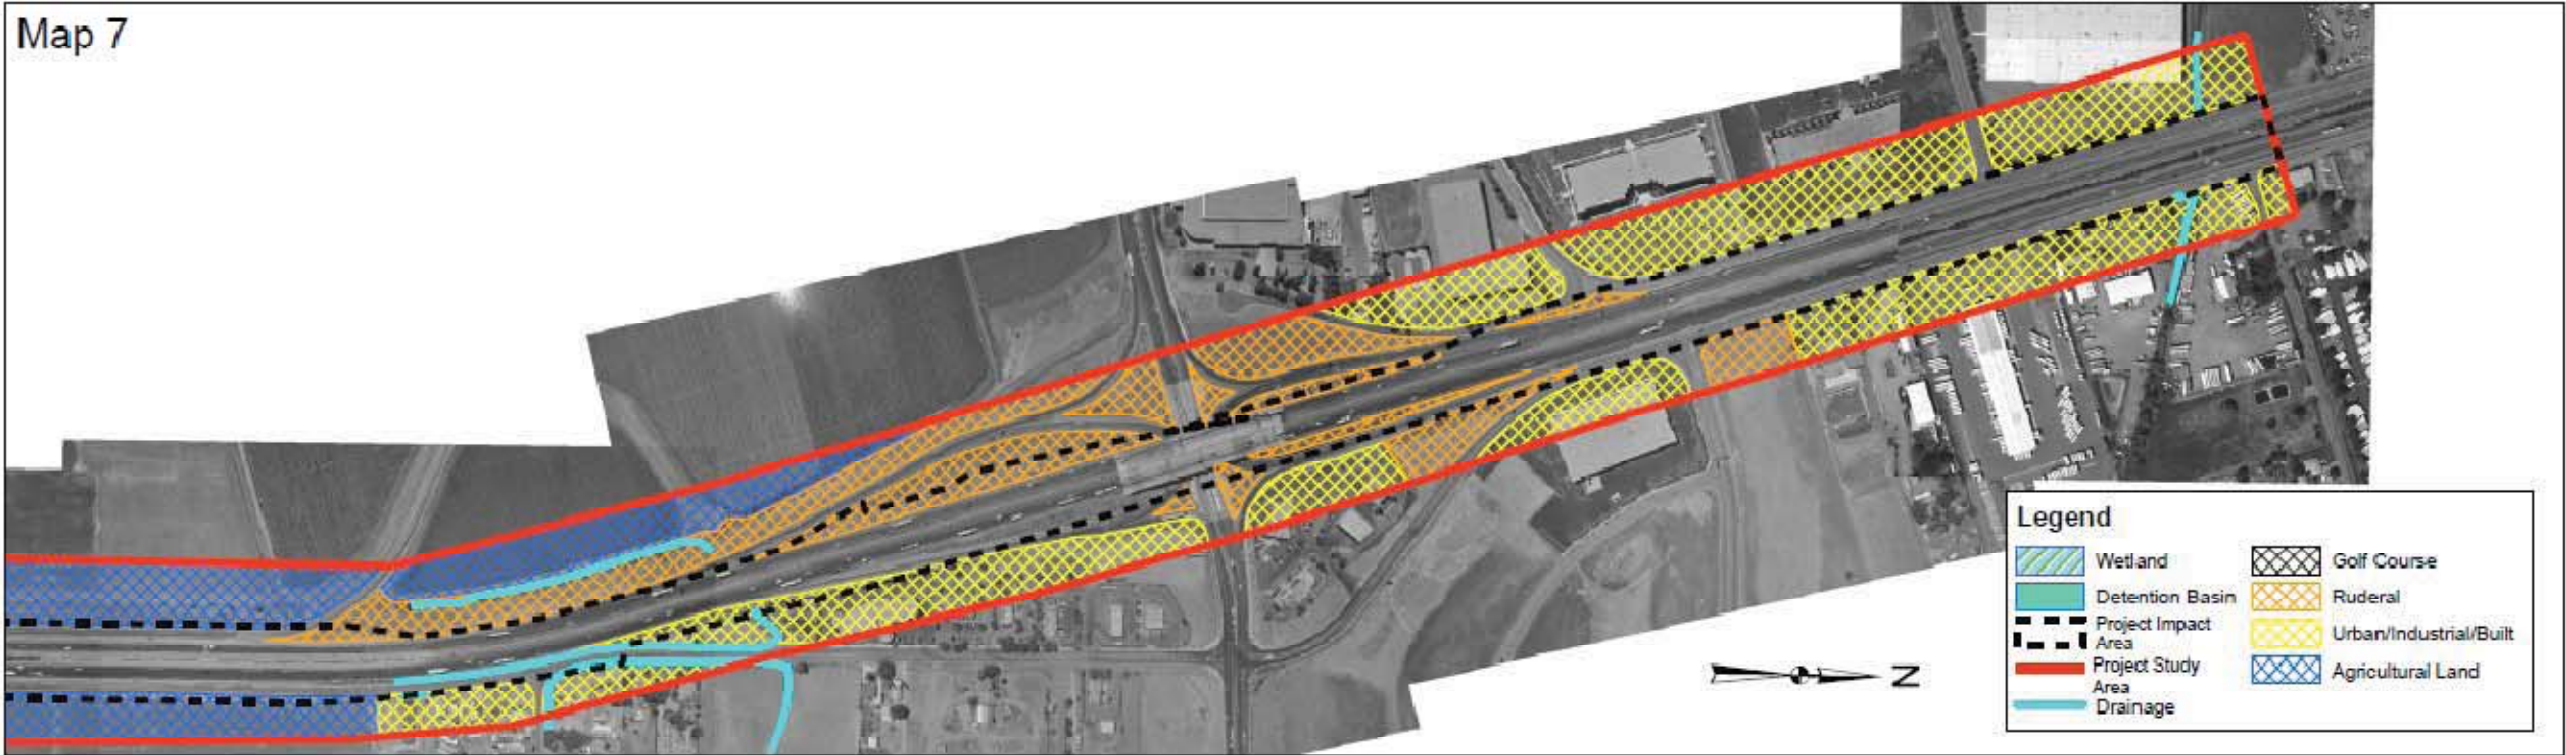 Map 7
Legend
Wetland
Detention Basin
Project Impact
Area
Project Study
Area
Drainage
Golf Course
Ruderal
Urban/Industrial/Built
Agricultural Land
N